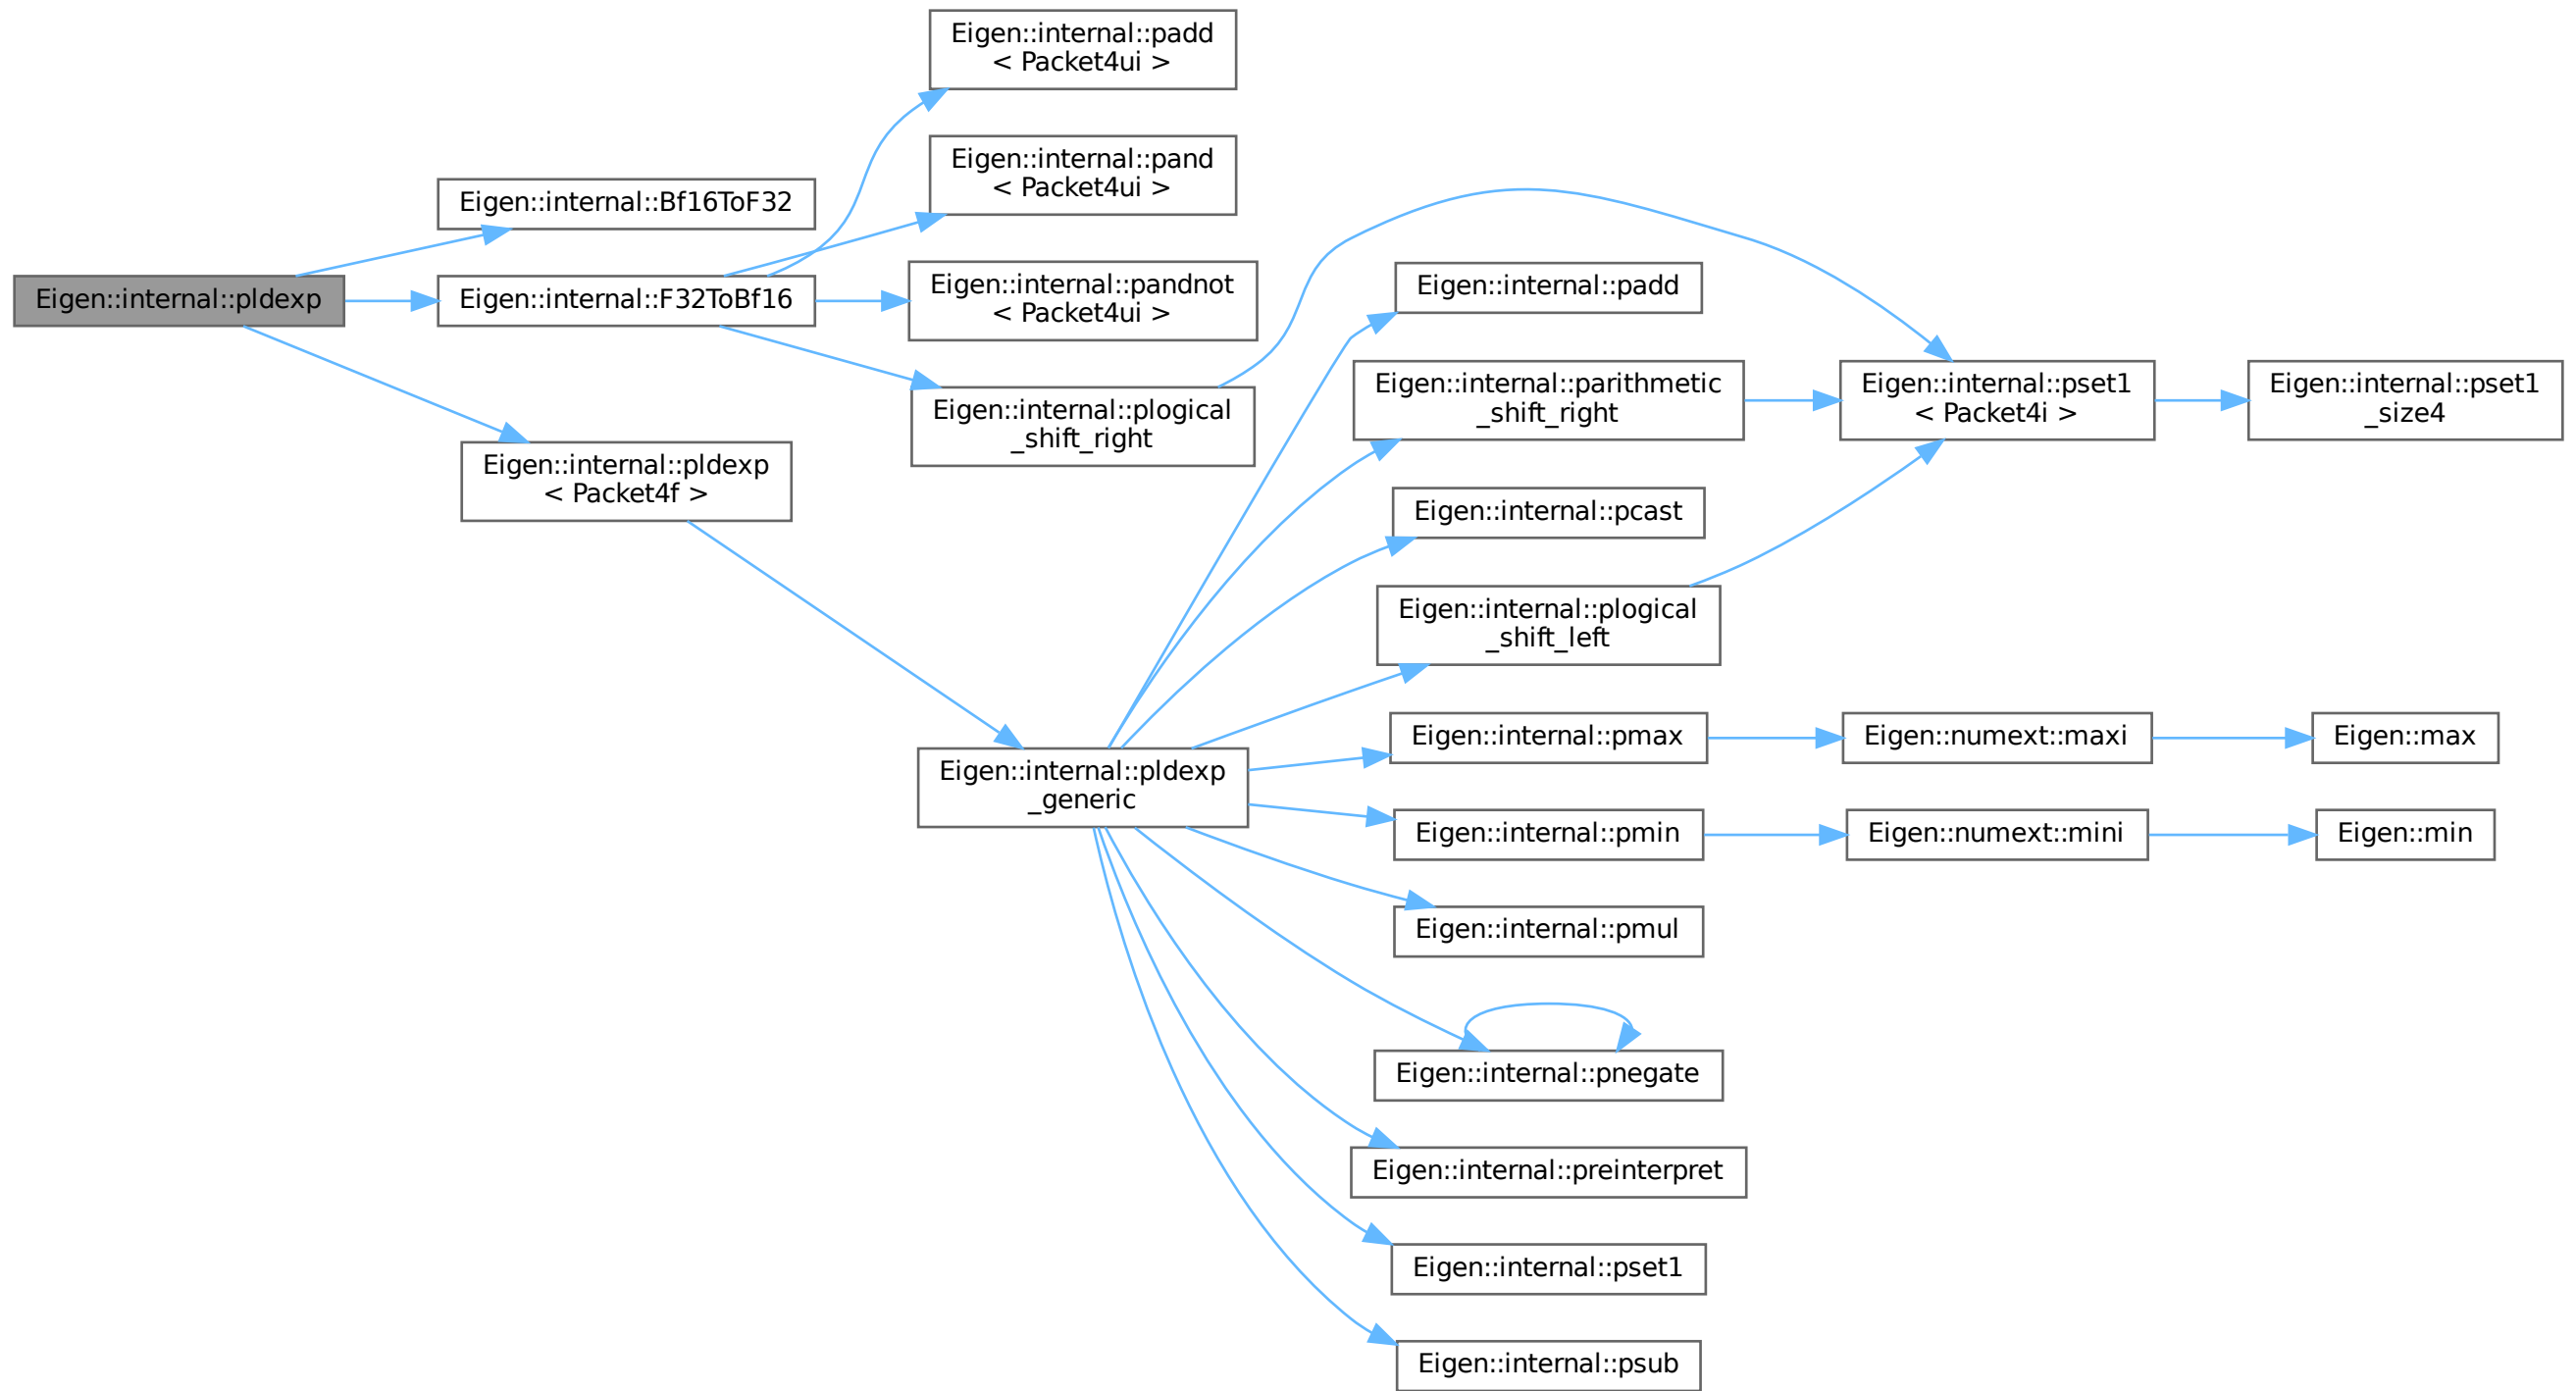 Eigen::internal::pldexp
Eigen::internal::Bf16ToF32
Eigen::internal::F32ToBf16
Eigen::internal::pldexp
< Packet4f >
Eigen::internal::padd
< Packet4ui >
Eigen::internal::pand
< Packet4ui >
Eigen::internal::pandnot
< Packet4ui >
Eigen::internal::plogical
_shift_right
Eigen::internal::pldexp
_generic
Eigen::internal::padd
Eigen::internal::parithmetic
_shift_right
Eigen::internal::pcast
Eigen::internal::plogical
_shift_left
Eigen::internal::pmax
Eigen::internal::pmin
Eigen::internal::pmul
Eigen::internal::pnegate
Eigen::internal::preinterpret
Eigen::internal::pset1
Eigen::internal::psub
Eigen::internal::pset1
< Packet4i >
Eigen::numext::maxi
Eigen::numext::mini
Eigen::internal::pset1
_size4
Eigen::max
Eigen::min